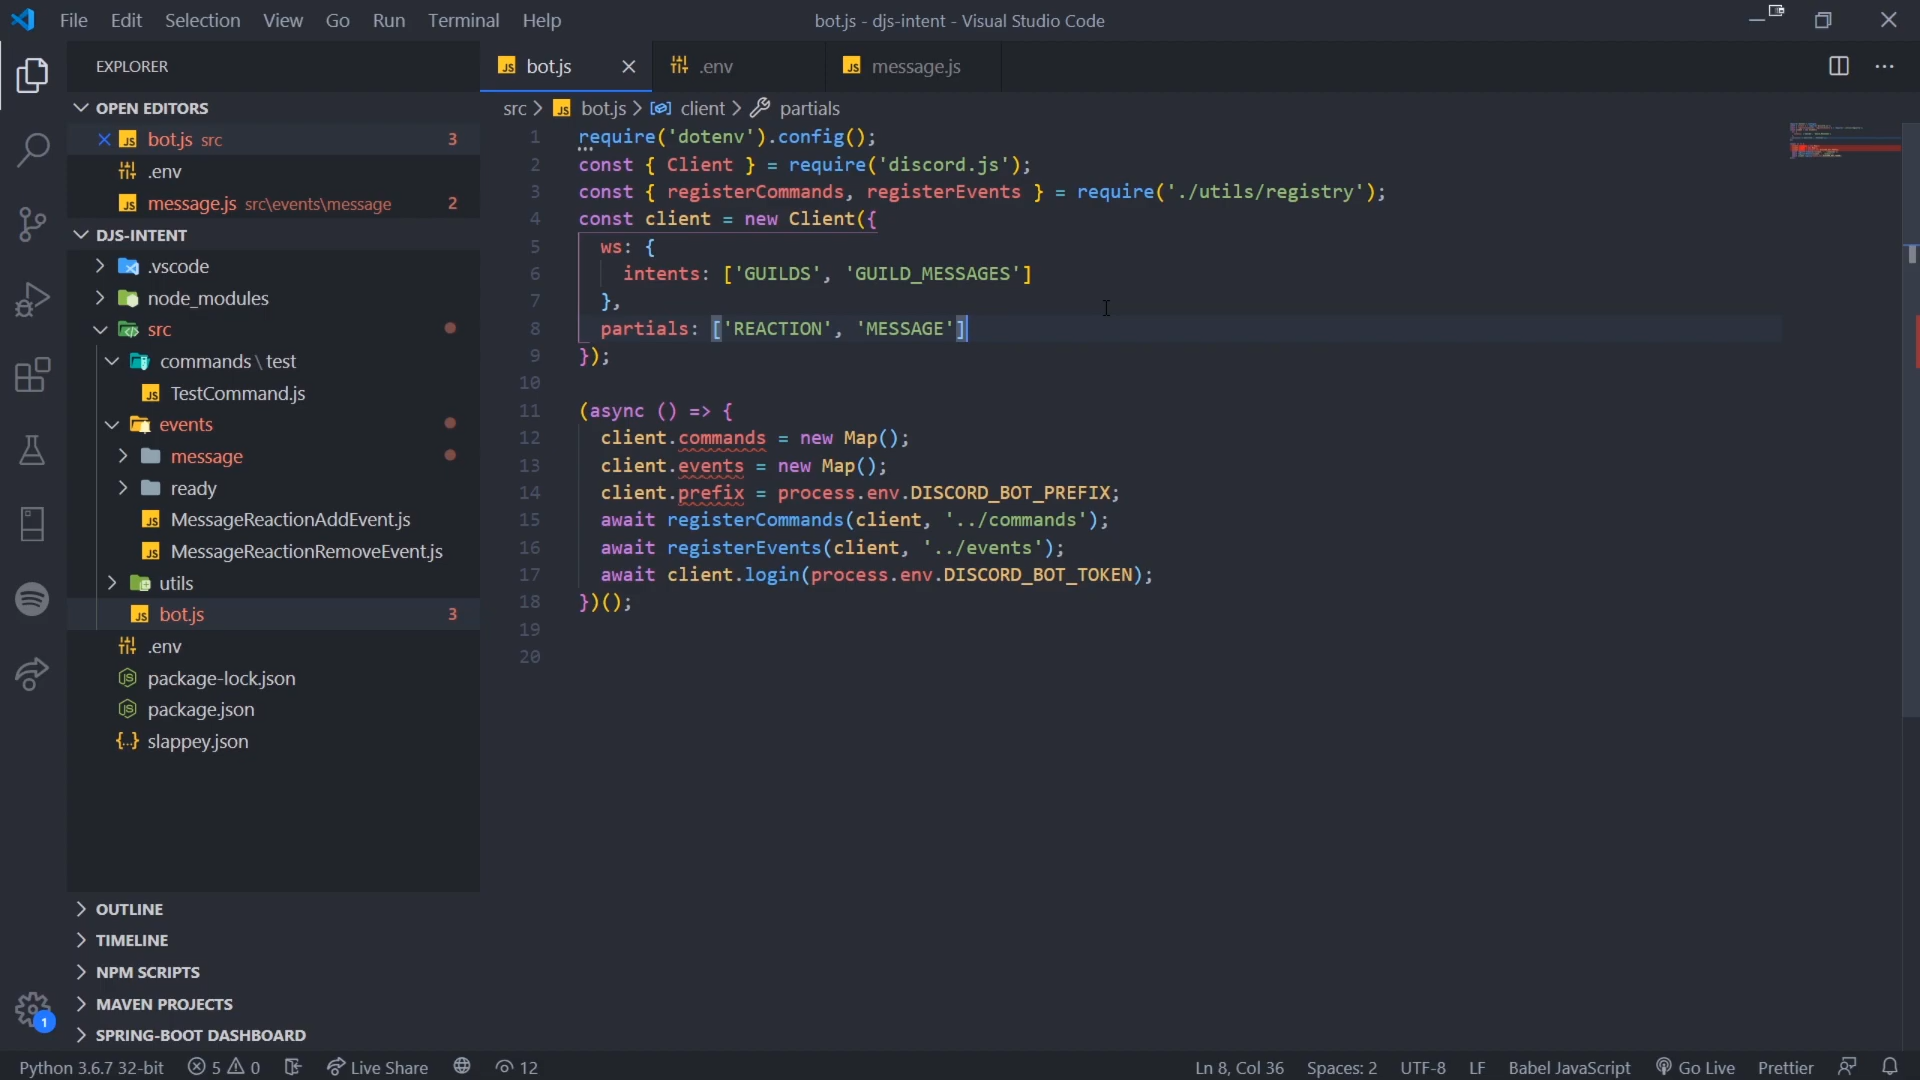 File Edit Selection View Go Run Terminal Help
bot.js - djs-intent - Visual Studio Code
EXPLORER
OPEN EDITORS
bot.js src 3
.env
message.js src\events\message 2
DJS-INTENT
.vscode
node_modules
src
commands\test
TestCommand.js
events
message
ready
MessageReactionAddEvent.js
MessageReactionRemoveEvent.js
utils
bot.js 3
.env
package-lock.json
package.json
slappey.json
OUTLINE
TIMELINE
NPM SCRIPTS
MAVEN PROJECTS
SPRING-BOOT DASHBOARD
1
bot.js .env message.js
src > bot.js > client > partials
1 require('dotenv').config();
2 const { Client } = require('discord.js');
3 const { registerCommands, registerEvents } = require('./utils/registry');
4 const client = new Client({
5 ws: {
6 intents: ['GUILDS', 'GUILD_MESSAGES']
7 },
8 partials: ['REACTION', 'MESSAGE']
9 });
10
11 (async () => {
12 client.commands = new Map();
13 client.events = new Map();
14 client.prefix = process.env.DISCORD_BOT_PREFIX;
15 await registerCommands(client, '../commands');
16 await registerEvents(client, '../events');
17 await client.login(process.env.DISCORD_BOT_TOKEN);
18 })();
19
20
Python 3.6.7 32-bit 5 0 Live Share 12 Ln 8, Col 36 Spaces: 2 UTF-8 LF Babel JavaScript Go Live Prettier